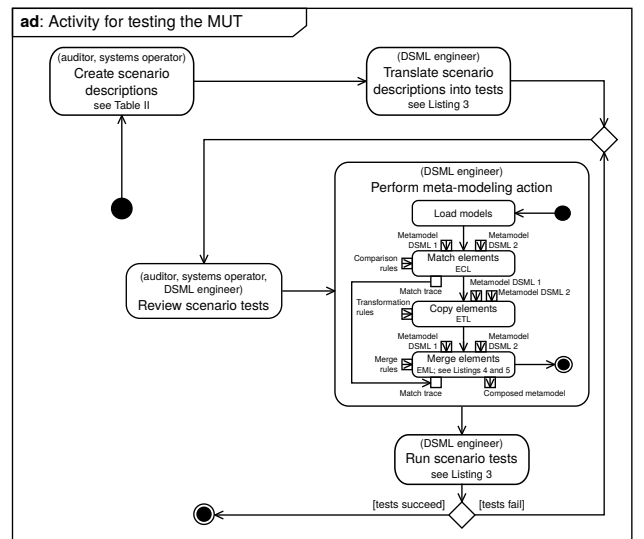 ad: Activity for testing the MUT
(auditor, systems operator)
Create scenario
descriptions
see Table II
(DSML engineer)
Translate scenario
descriptions into tests
see Listing 3
(DSML engineer)
Perform meta-modeling action
Load models
Metamodel
DSML 1
Metamodel
DSML 2
Comparison
rules
Match elements
ECL
Match trace
Metamodel DSML 1
Metamodel DSML 2
Transformation
rules
Copy elements
ETL
Metamodel
DSML 1
Metamodel
DSML 2
Merge
rules
Merge elements
EML; see Listings 4 and 5
Match trace
Composed metamodel
(auditor, systems operator,
DSML engineer)
Review scenario tests
(DSML engineer)
Run scenario tests
see Listing 3
[tests succeed]
[tests fail]